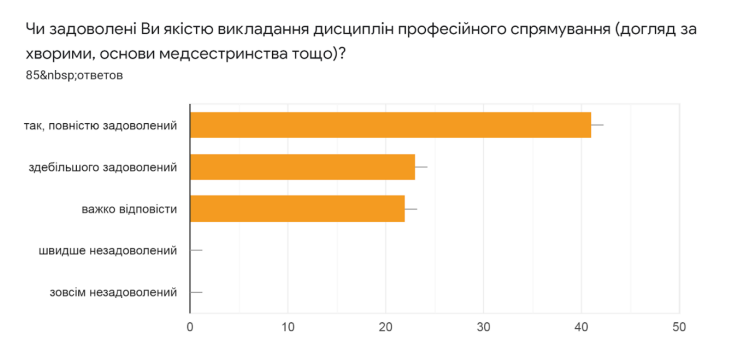 Чи задоволені Ви якістю викладання дисциплін професійного спрямування (догляд за
хворими, основи медсестринства тощо)?
85&nbsp;ответов
так, повністю задоволений
здебільшого задоволений
важко відповісти
швидше незадоволений
зовсім незадоволений
0 10 20 30 40 50